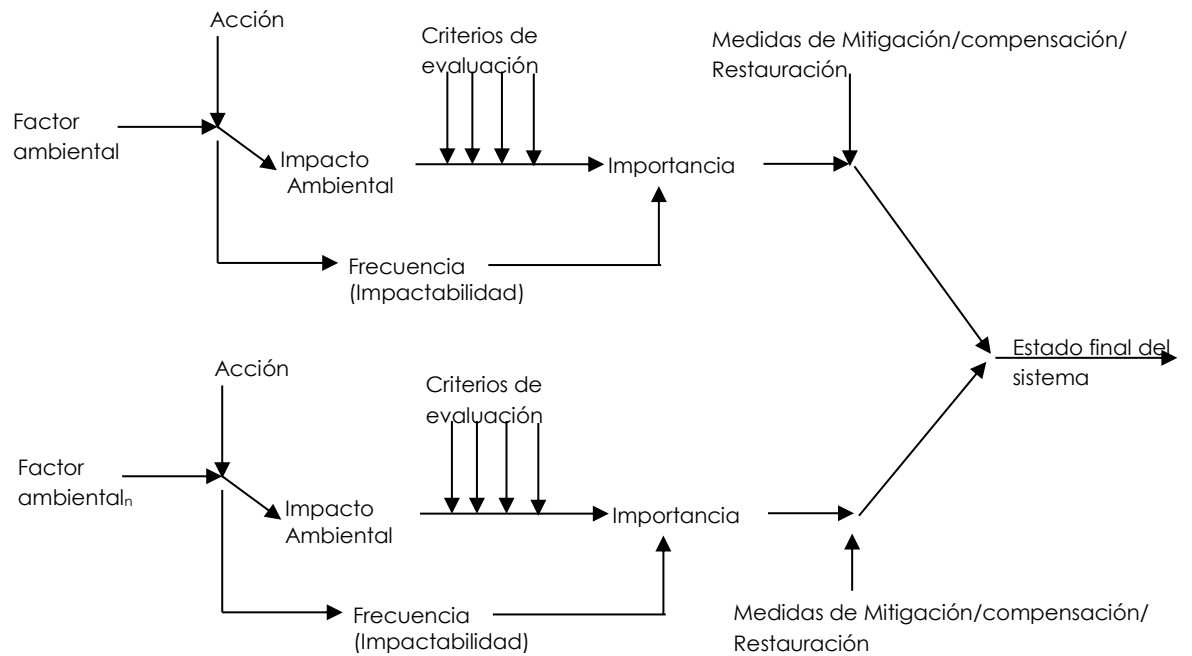 Acción
Criterios de
evaluación
Medidas de Mitigación/compensación/
Restauración
Factor
ambiental
Impacto
Ambiental
Importancia
Frecuencia
(Impactabilidad)
Estado final del
sistema
Acción
Criterios de
evaluación
Factor
ambientalₙ
Impacto
Ambiental
Importancia
Frecuencia
(Impactabilidad)
Medidas de Mitigación/compensación/
Restauración